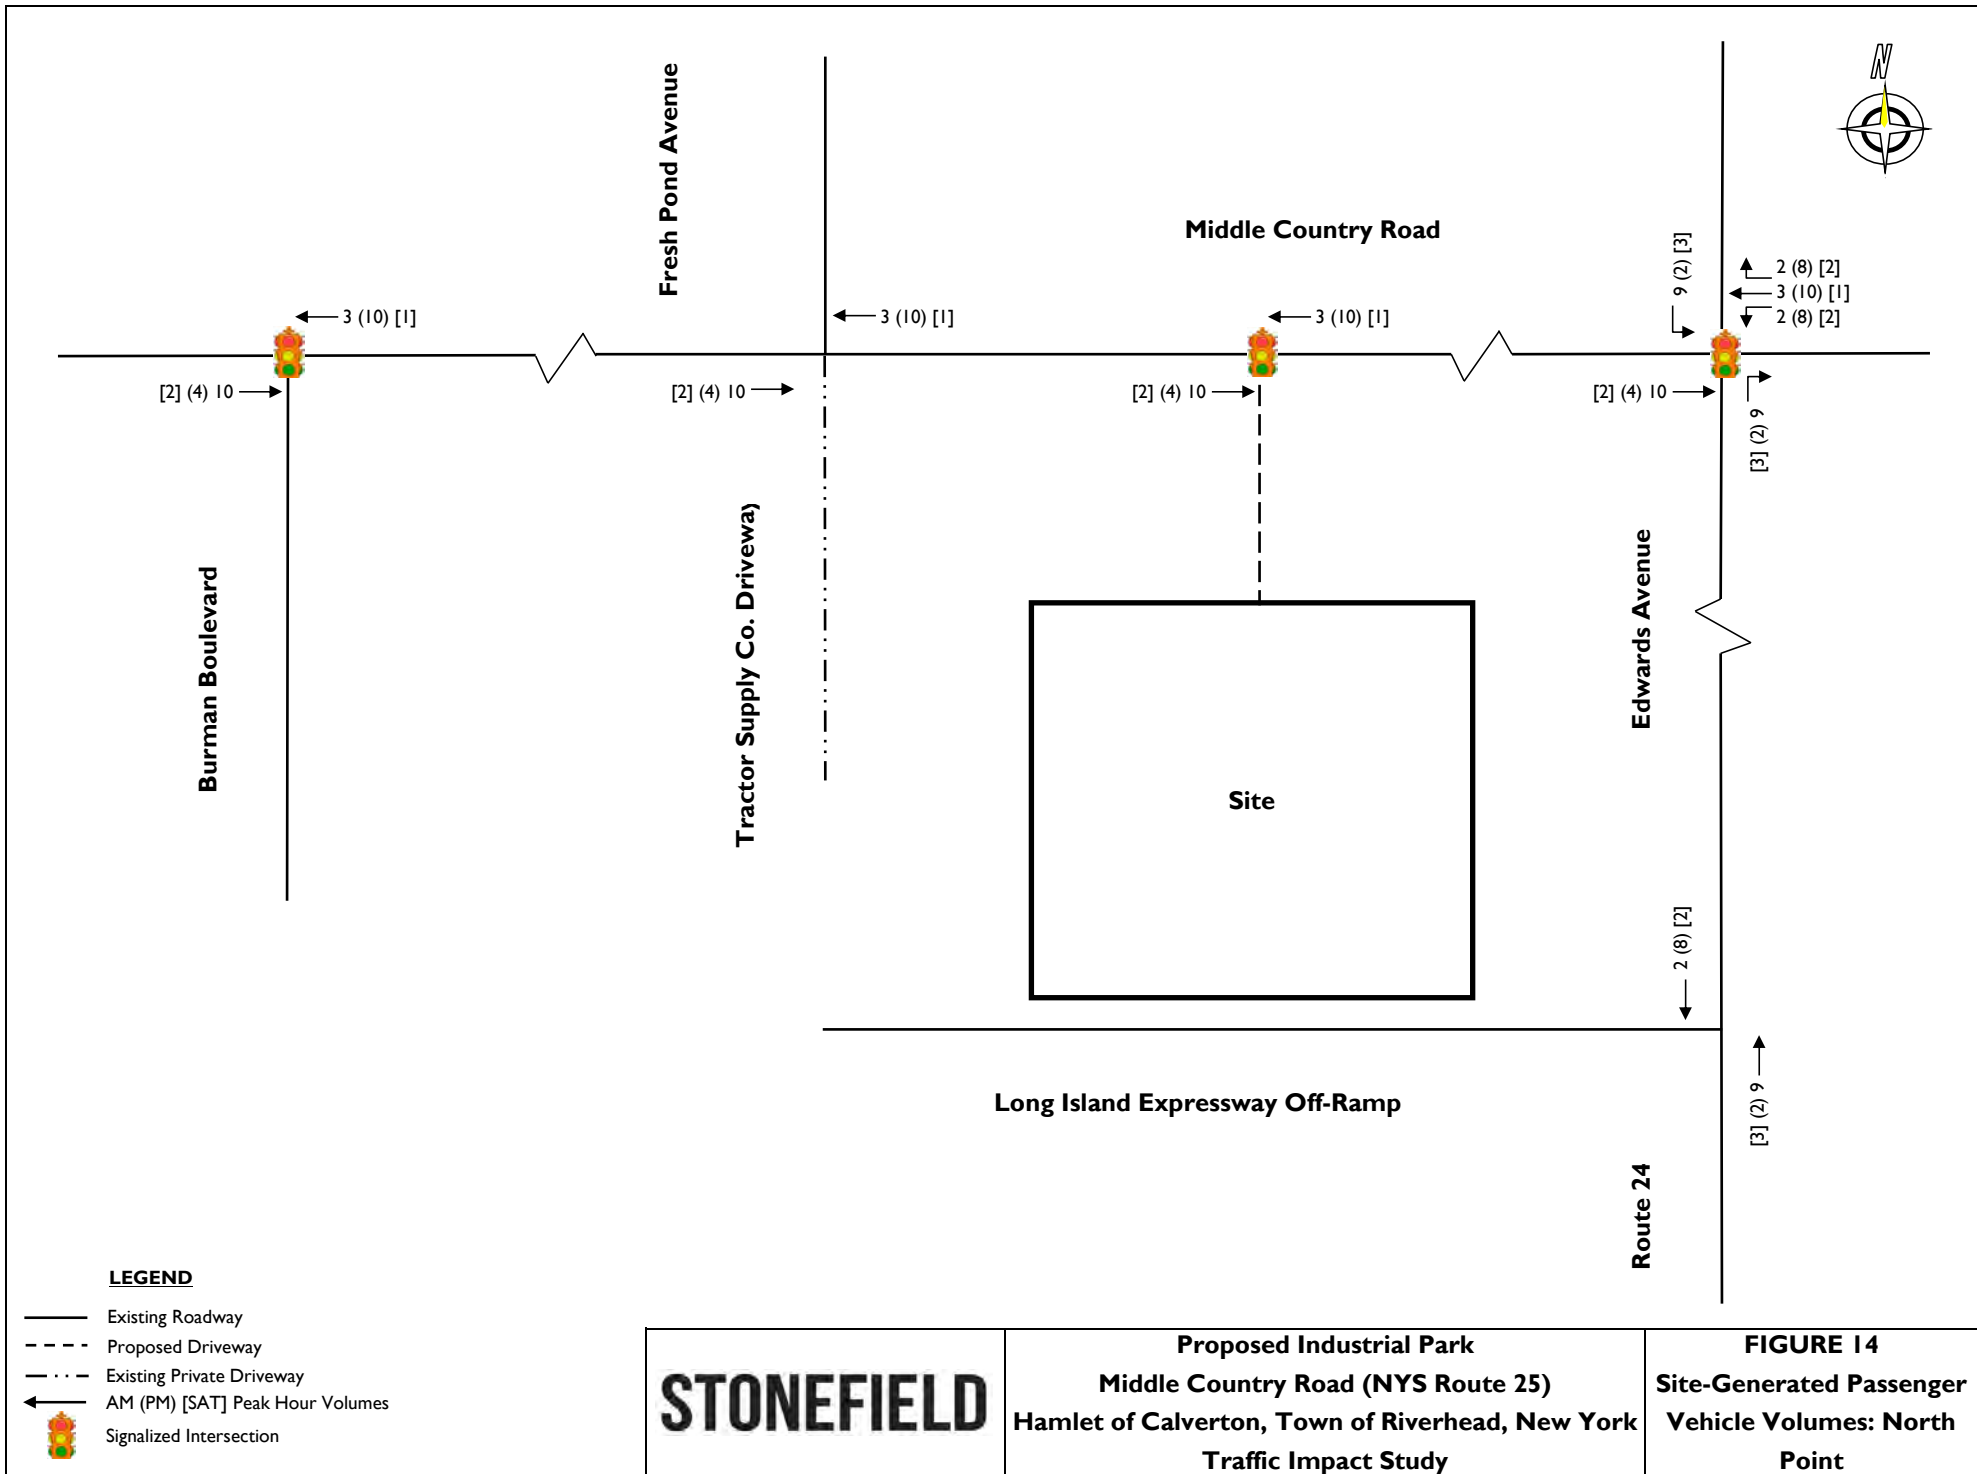 N
Fresh Pond Avenue
Middle Country Road
9 (2) [3]
2 (8) [2]
3 (10) [1]
2 (8) [2]
3 (10) [1]
3 (10) [1]
3 (10) [1]
[2] (4) 10
[2] (4) 10
[2] (4) 10
[2] (4) 10
[3] (2) 9
Burman Boulevard
Tractor Supply Co. Driveway
Edwards Avenue
Site
2 (8) [2]
Long Island Expressway Off-Ramp
[3] (2) 9
Route 24
LEGEND
Existing Roadway
Proposed Driveway
Existing Private Driveway
AM (PM) [SAT] Peak Hour Volumes
Signalized Intersection
STONEFIELD
Proposed Industrial Park
Middle Country Road (NYS Route 25)
Hamlet of Calverton, Town of Riverhead, New York
Traffic Impact Study
FIGURE 14
Site-Generated Passenger
Vehicle Volumes: North
Point